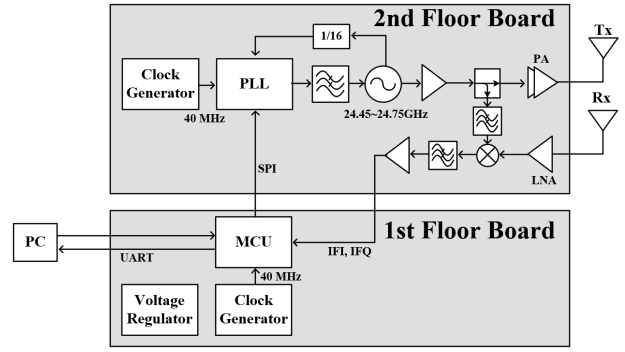 2nd Floor Board
Tx
1/16
PA
Clock
Generator
PLL
Rx
40 MHz
24.45~24.75GHz
SPI
LNA
1st Floor Board
PC
MCU
UART
IFI, IFQ
40 MHz
Voltage
Regulator
Clock
Generator